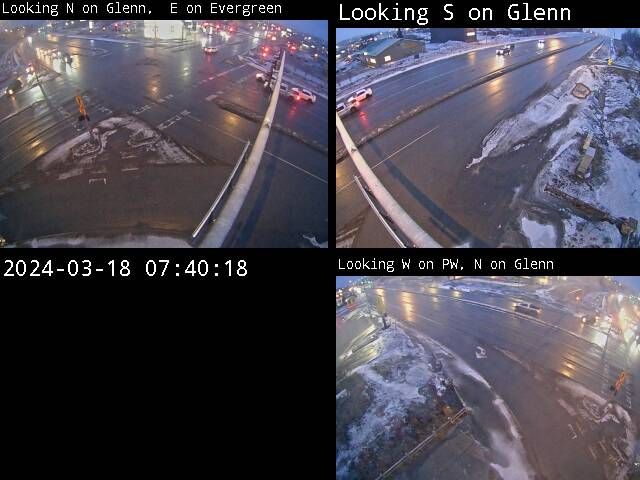 Looking N on Glenn,  E on Evergreen
Looking S on Glenn
2024-03-18 07:40:18
Looking W on PW, N on Glenn